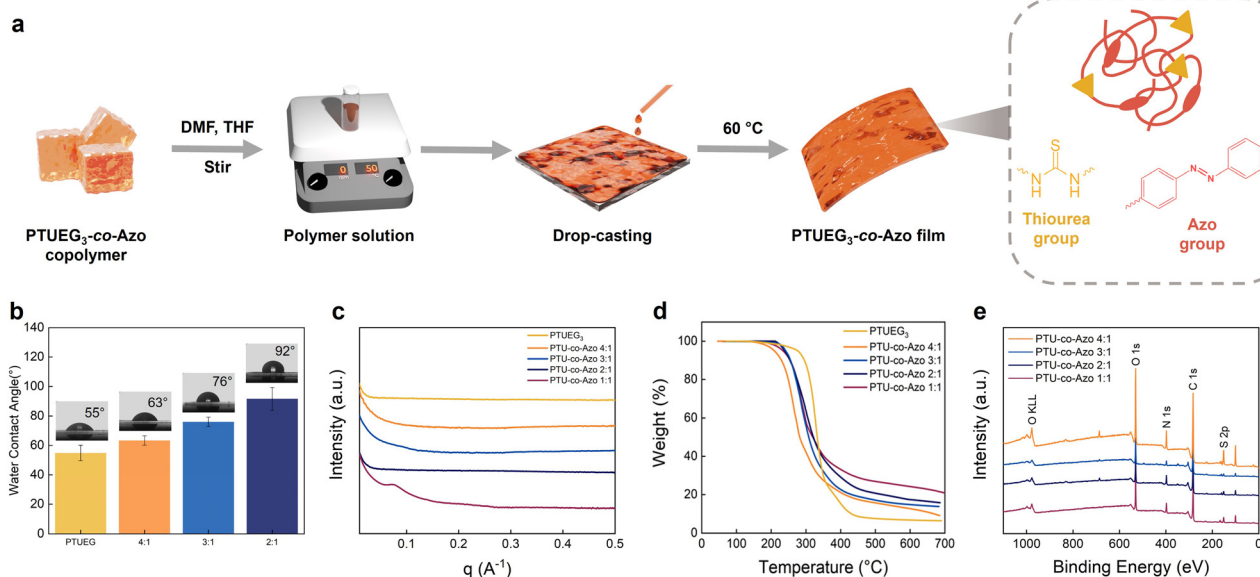 a
DMF, THF
Stir
60 °C
PTUEG₃-co-Azo
copolymer
Polymer solution
Drop-casting
PTUEG₃-co-Azo film
S
N
H
N
H
Thiourea
group
N
N
Azo
group
b
Water Contact Angle(°)
140
120
100
80
60
40
20
0
55°
63°
76°
92°
PTUEG
4:1
3:1
2:1
c
Intensity (a.u.)
PTUEG₃
PTU-co-Azo 4:1
PTU-co-Azo 3:1
PTU-co-Azo 2:1
PTU-co-Azo 1:1
0.1
0.2
0.3
0.4
0.5
q (A⁻¹)
d
Weight (%)
100
80
60
40
20
0
PTUEG₃
PTU-co-Azo 4:1
PTU-co-Azo 3:1
PTU-co-Azo 2:1
PTU-co-Azo 1:1
0
100
200
300
400
500
600
700
Temperature (°C)
e
Intensity (a.u.)
PTU-co-Azo 4:1
PTU-co-Azo 3:1
PTU-co-Azo 2:1
PTU-co-Azo 1:1
O KLL
O 1s
N 1s
C 1s
S 2p
1000
800
600
400
200
0
Binding Energy (eV)